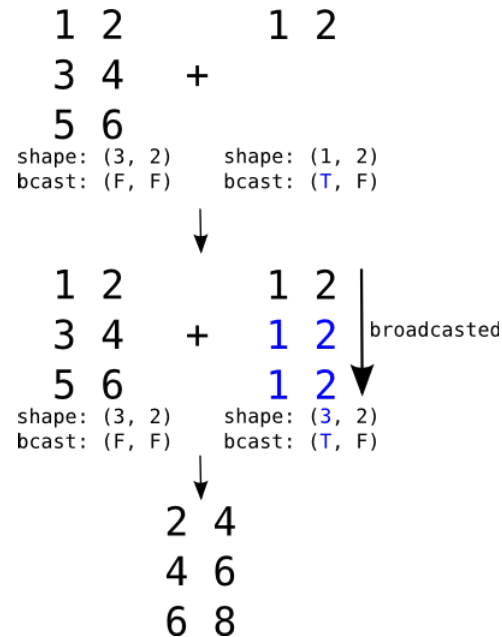 1 2 1 2
3 4 +
5 6
shape: (3, 2) shape: (1, 2)
bcast: (F, F) bcast: (T, F)
1 2 1 2
3 4 + 1 2 broadcasted
5 6 1 2
shape: (3, 2) shape: (3, 2)
bcast: (F, F) bcast: (T, F)
2 4
4 6
6 8